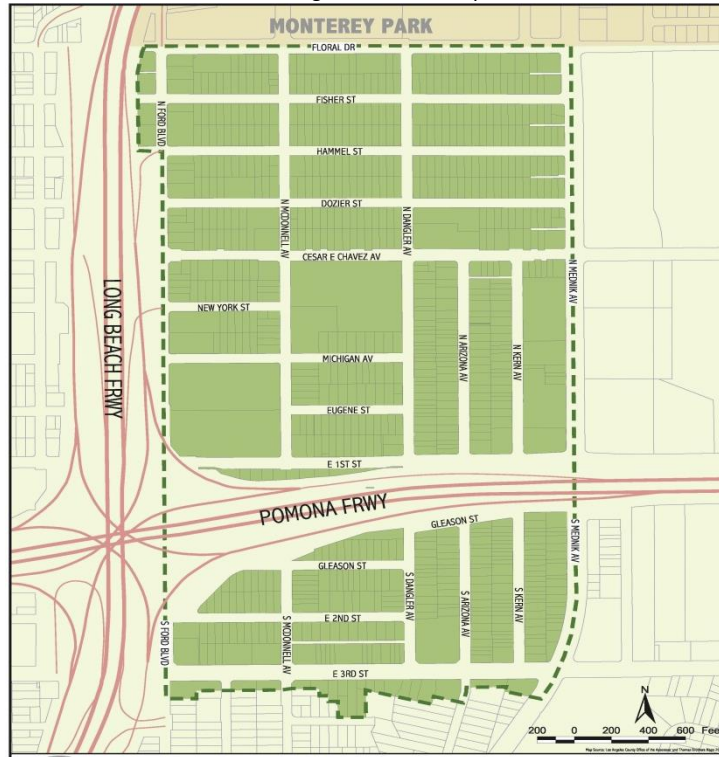 MONTEREY PARK
FLORAL DR
N FORD BLVD
FISHER ST
HAMMEL ST
DOZIER ST
N MCDONNELL AV
N DANGLER AV
CESAR E CHAVEZ AV
N MEDNIK AV
LONG BEACH FRWY
NEW YORK ST
N ARIZONA AV
N KERN AV
MICHIGAN AV
EUGENE ST
E 1ST ST
POMONA FRWY
GLEASON ST
S MEDNIK AV
GLEASON ST
S DANGLER AV
S ARIZONA AV
S KERN AV
E 2ND ST
S FORD BLVD
S MCDONNELL AV
E 3RD ST
N
200 0 200 400 600 Feet